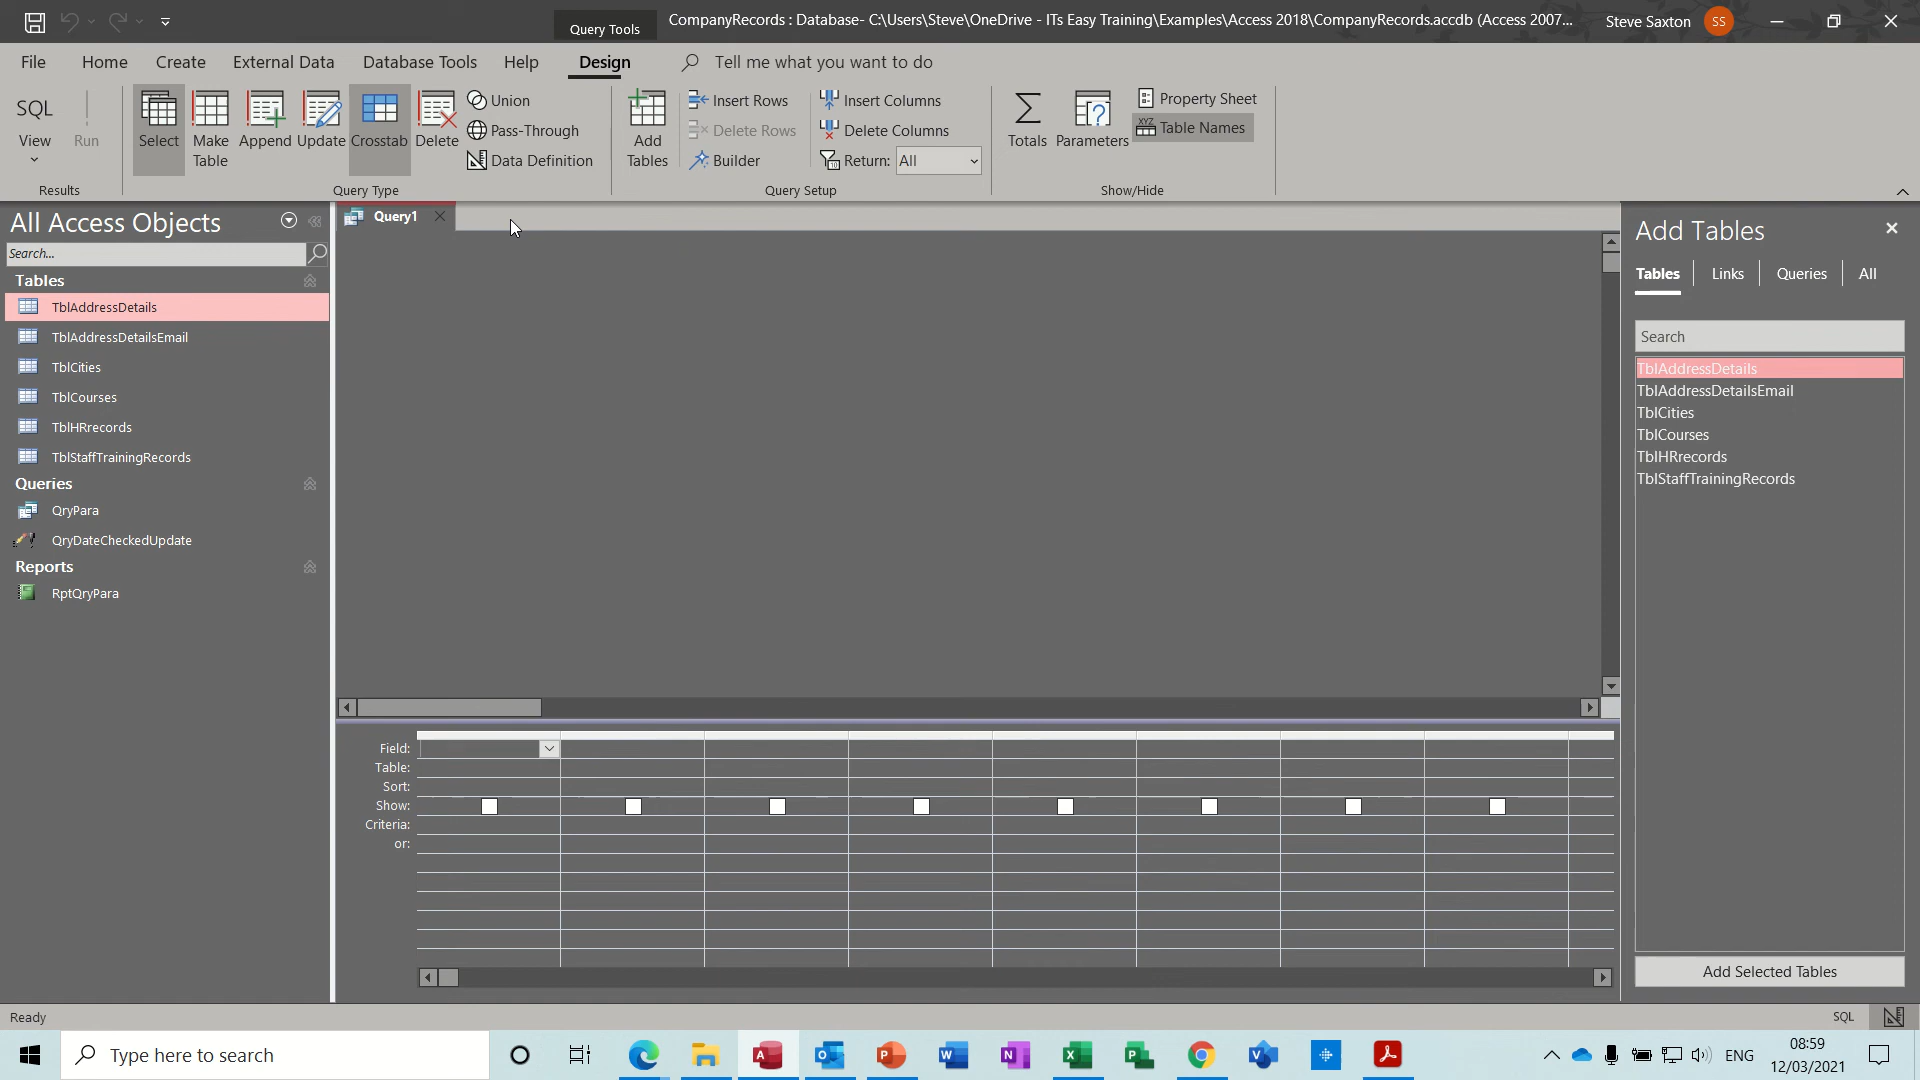 Query Tools
CompanyRecords : Database- C:\Users\Steve\OneDrive - ITs Easy Training\Examples\Access 2018\CompanyRecords.accdb (Access 2007...
Steve Saxton
SS
File
Home
Create
External Data
Database Tools
Help
Design
Tell me what you want to do
SQL
View
Run
Select
Make Table
Append
Update
Crosstab
Delete
Union
Pass-Through
Data Definition
Add Tables
Insert Rows
Delete Rows
Builder
Insert Columns
Delete Columns
Return: All
Totals
Parameters
Property Sheet
XYZ Table Names
Results
Query Type
Query Setup
Show/Hide
All Access Objects
Search...
Tables
TblAddressDetails
TblAddressDetailsEmail
TblCities
TblCourses
TblHRrecords
TblStaffTrainingRecords
Queries
QryPara
QryDateCheckedUpdate
Reports
RptQryPara
Query1
Field:
Table:
Sort:
Show:
Criteria:
or:
Add Tables
Tables
Links
Queries
All
Search
TblAddressDetails
TblAddressDetailsEmail
TblCities
TblCourses
TblHRrecords
TblStaffTrainingRecords
Add Selected Tables
Ready
SQL
Type here to search
ENG
08:59
12/03/2021